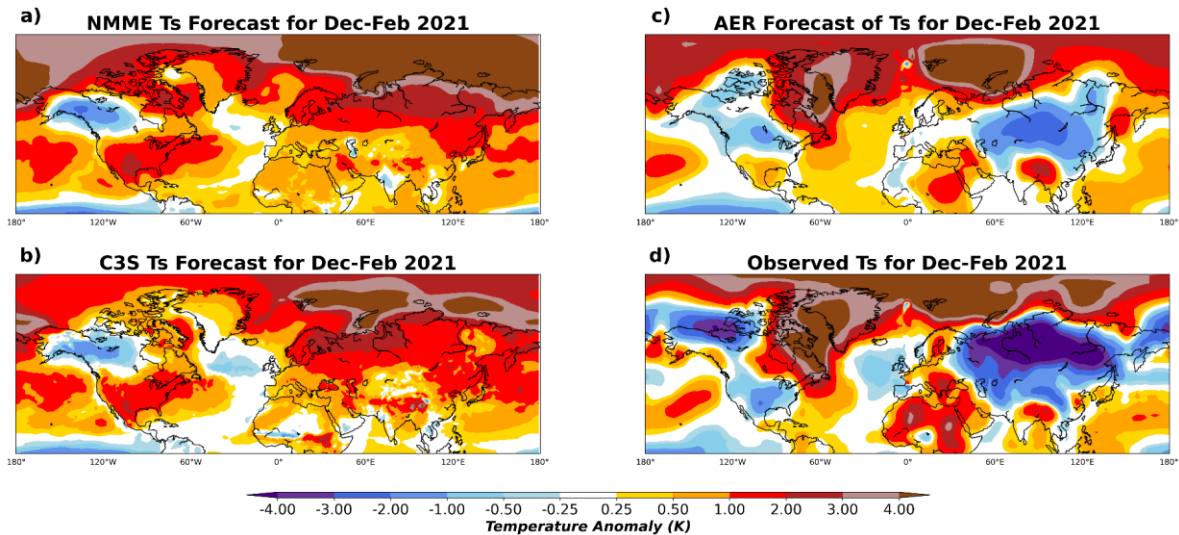 a)
NMME Ts Forecast for Dec-Feb 2021
180° 120°W 60°W 0° 60°E 120°E 180°
c)
AER Forecast of Ts for Dec-Feb 2021
180° 120°W 60°W 0° 60°E 120°E 180°
b)
C3S Ts Forecast for Dec-Feb 2021
180° 120°W 60°W 0° 60°E 120°E 180°
d)
Observed Ts for Dec-Feb 2021
180° 120°W 60°W 0° 60°E 120°E 180°
-4.00 -3.00 -2.00 -1.00 -0.50 -0.25 0.25 0.50 1.00 2.00 3.00 4.00
Temperature Anomaly (K)